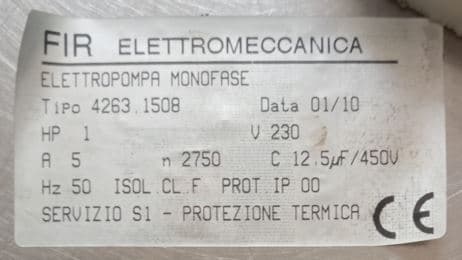 FIR ELETTROMECCANICA
ELETTROPOMPA MONOFASE
Tipo 4263.1508 Data 01/10
HP 1 V 230
A 5 n 2750 C 12.5µF/450V
Hz 50 ISOL.CL.F PROT.IP 00
SERVIZIO S1 - PROTEZIONE TERMICA CE